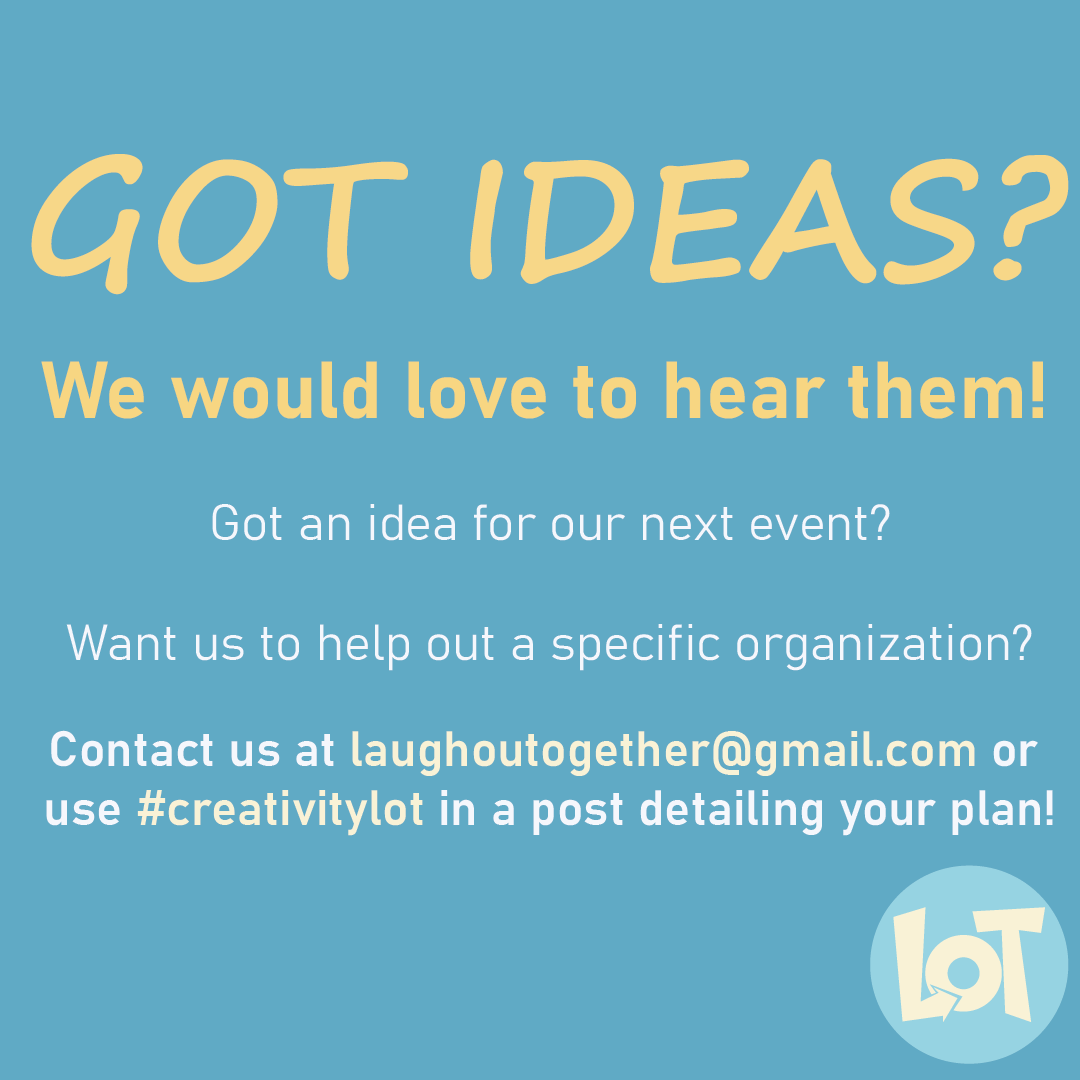 GOT IDEAS?
We would love to hear them!
Got an idea for our next event?
Want us to help out a specific organization?
Contact us at laughoutogether@gmail.com or
use #creativitylot in a post detailing your plan!
LOT